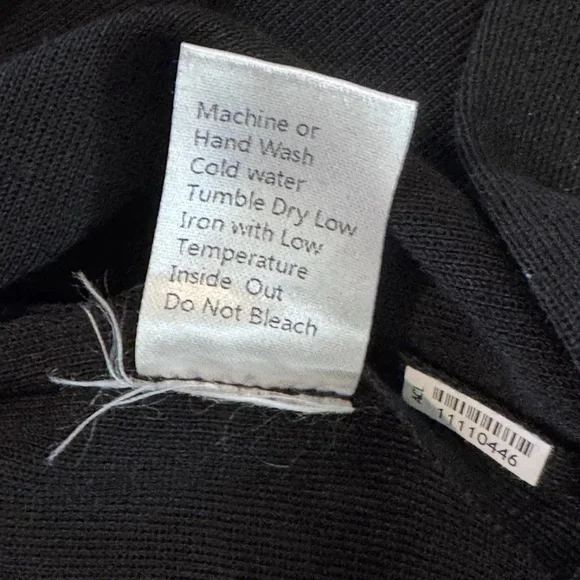 Machine or
Hand Wash
Cold water
Tumble Dry Low
Iron with Low
Temperature
Inside Out
Do Not Bleach
ACL
11110446